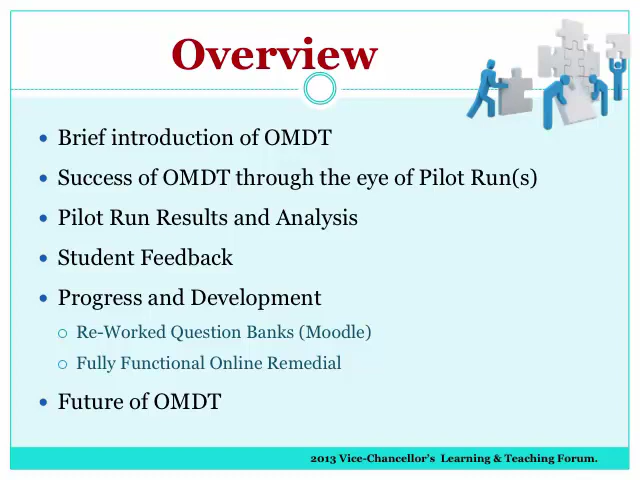 Overview
Brief introduction of OMDT
Success of OMDT through the eye of Pilot Run(s)
Pilot Run Results and Analysis
Student Feedback
Progress and Development
Re-Worked Question Banks (Moodle)
Fully Functional Online Remedial
Future of OMDT
2013 Vice-Chancellor's Learning & Teaching Forum.